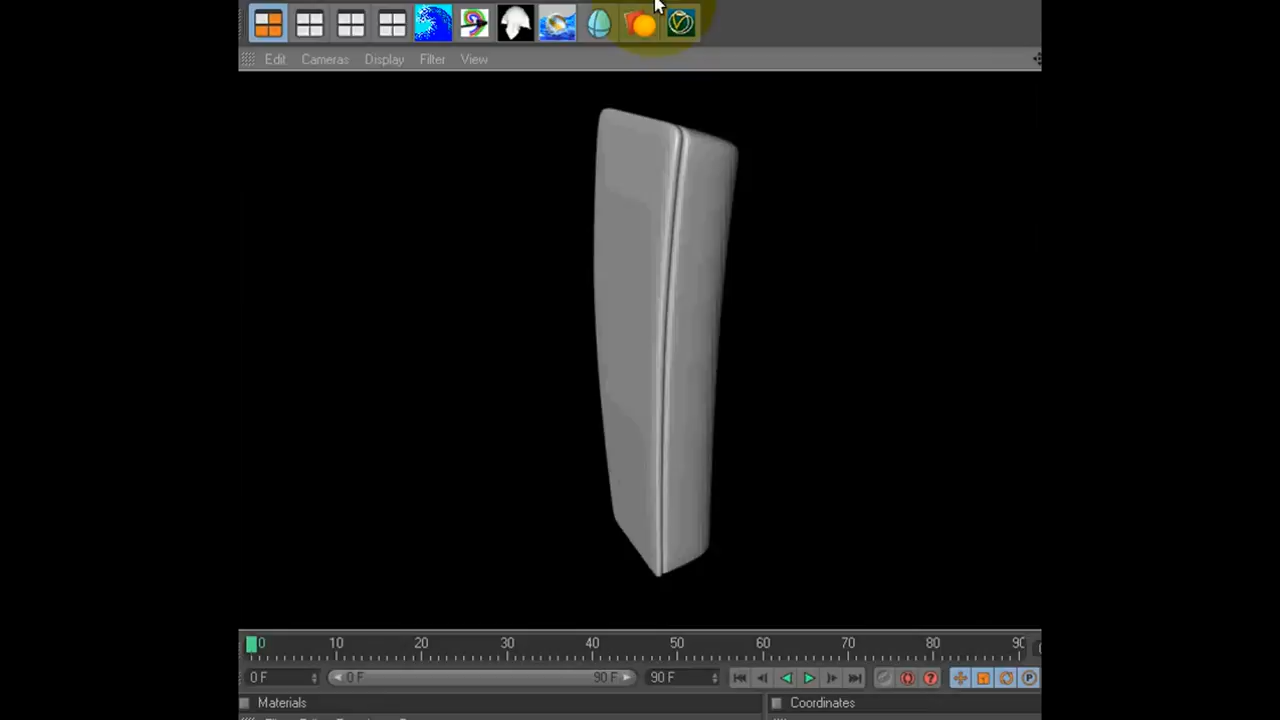 Edit Cameras Display Filter View
0 10 20 30 40 50 60 70 80 90
0 F 0 F 90 F 90 F
Materials Coordinates